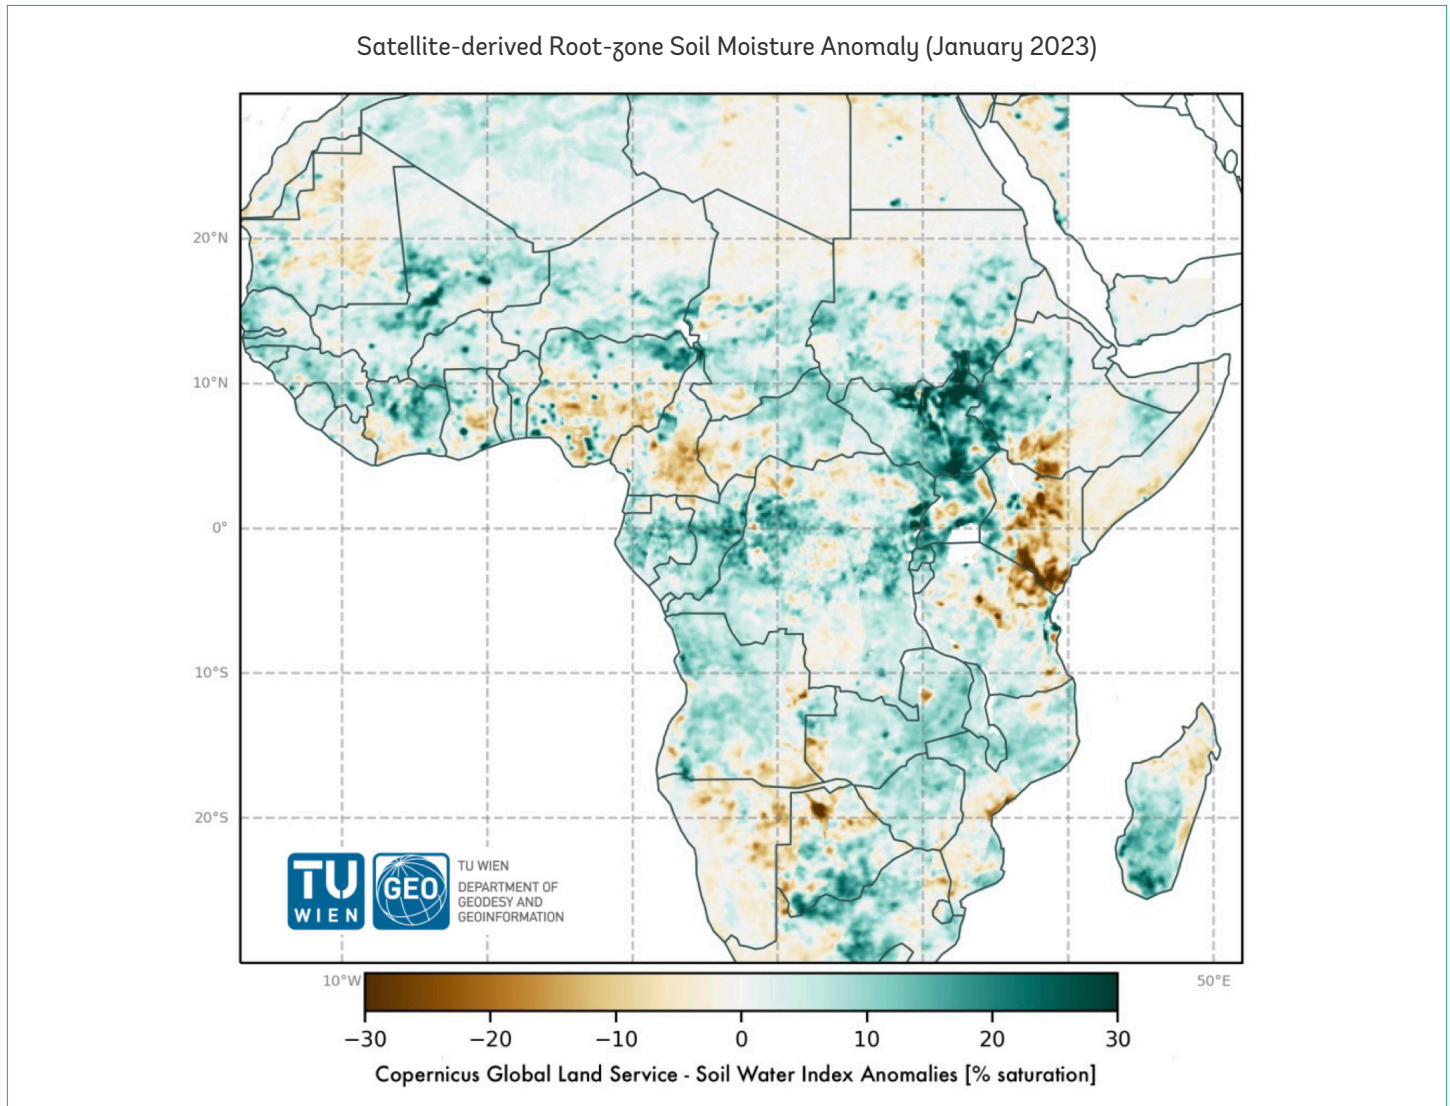 Satellite-derived Root-zone Soil Moisture Anomaly (January 2023)
20°N
10°N
0°
10°S
20°S
TU
WIEN
GEO
TU WIEN
DEPARTMENT OF
GEODESY AND
GEOINFORMATION
10°W
50°E
−30
−20
−10
0
10
20
30
Copernicus Global Land Service - Soil Water Index Anomalies [% saturation]